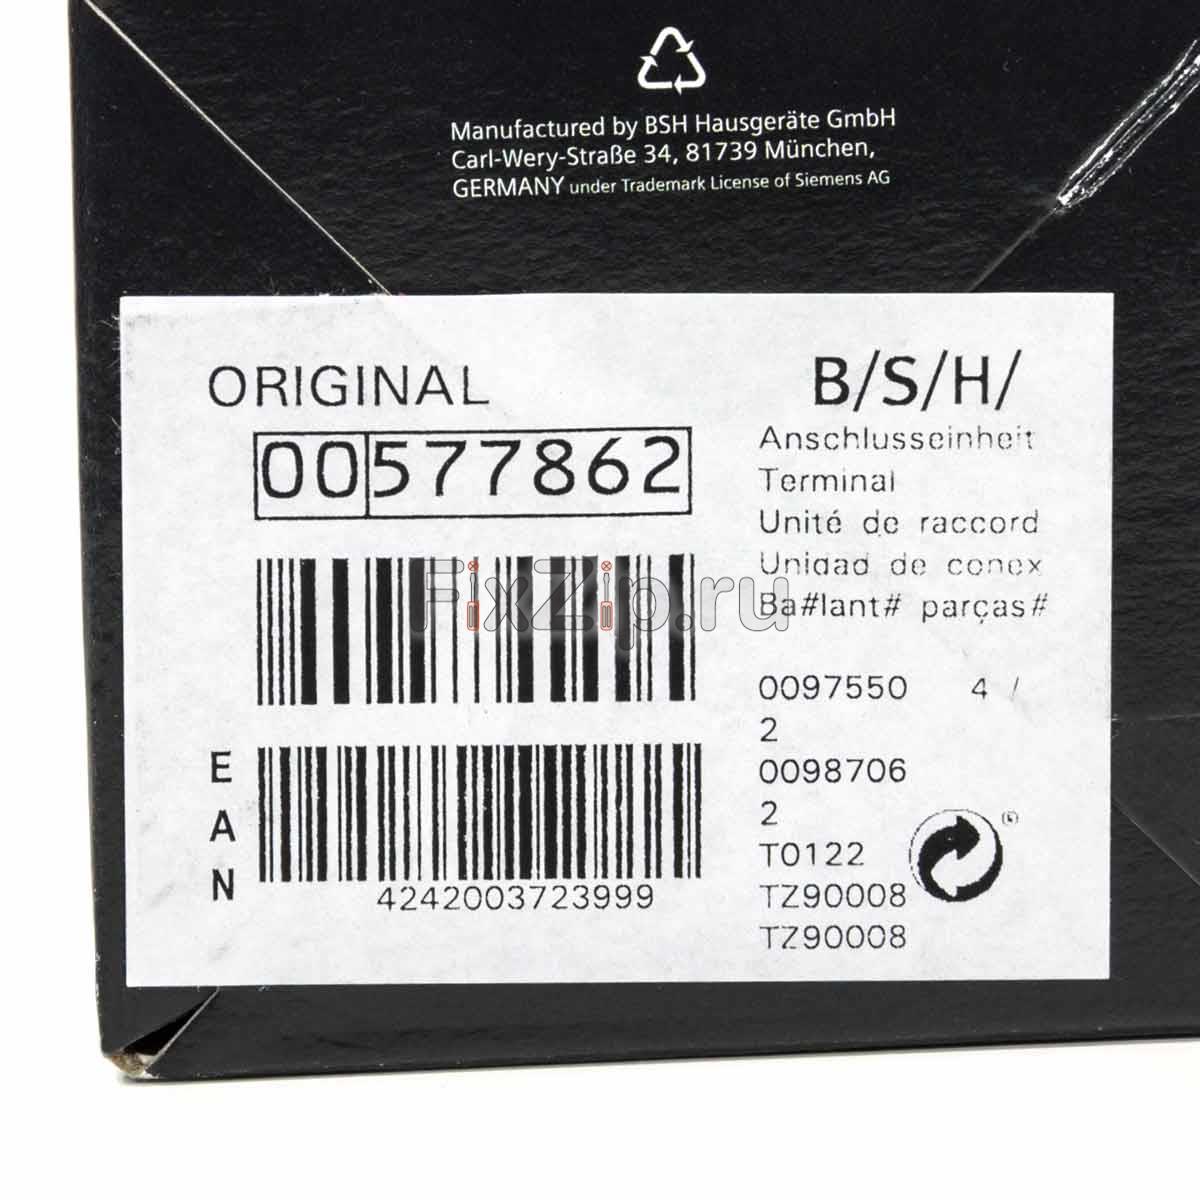 Manufactured by BSH Hausgeräte GmbH
Carl-Wery-Straße 34, 81739 München,
GERMANY under Trademark License of Siemens AG
ORIGINAL
00577862
B/S/H/
Anschlusseinheit
Terminal
Unité de raccord
Unidad de conex
Ba#lant# parças#
FixZip.ru
0097550 4 /
2
0098706
2
T0122
TZ90008
TZ90008
EAN
4242003723999